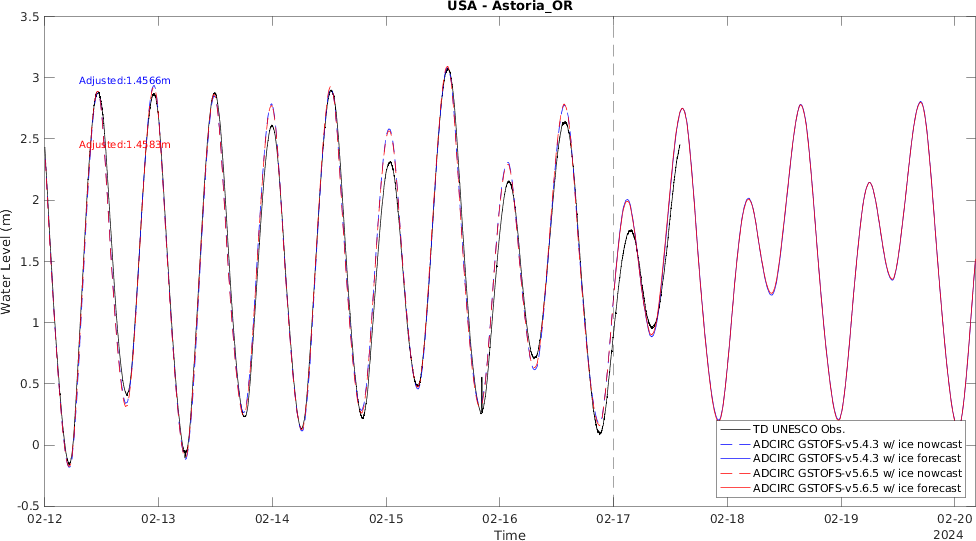 USA - Astoria_OR
3.5
3
2.5
2
1.5
1
0.5
0
-0.5
Water Level (m)
Adjusted:1.4566m
Adjusted:1.4583m
TD UNESCO Obs.
ADCIRC GSTOFS-v5.4.3 w/ ice nowcast
ADCIRC GSTOFS-v5.4.3 w/ ice forecast
ADCIRC GSTOFS-v5.6.5 w/ ice nowcast
ADCIRC GSTOFS-v5.6.5 w/ ice forecast
02-12 02-13 02-14 02-15 02-16 02-17 02-18 02-19 02-20
Time
2024